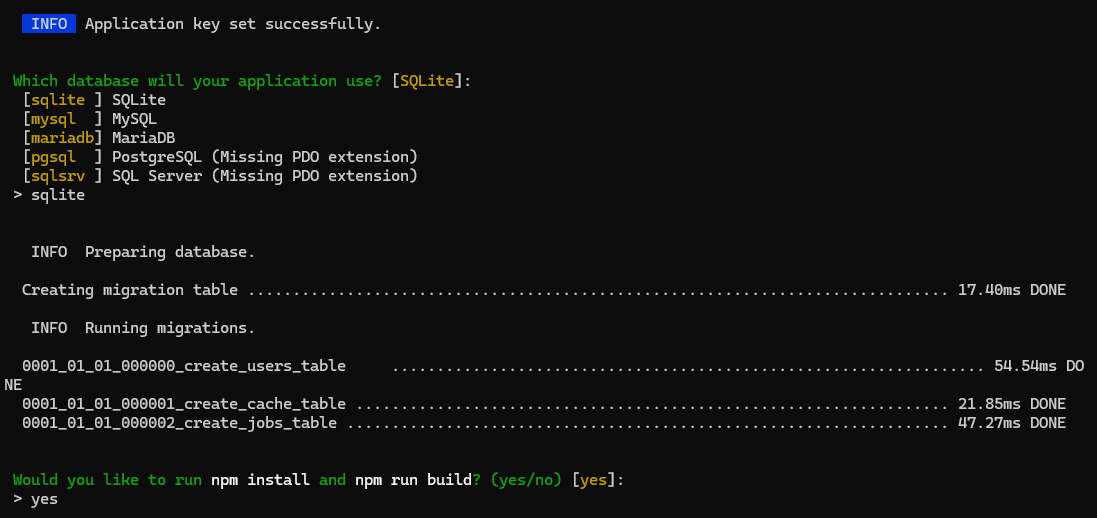 INFO Application key set successfully.
Which database will your application use? [SQLite]:
[sqlite ] SQLite
[mysql  ] MySQL
[mariadb] MariaDB
[pgsql  ] PostgreSQL (Missing PDO extension)
[sqlsrv ] SQL Server (Missing PDO extension)
> sqlite
INFO  Preparing database.
Creating migration table .............................................................................. 17.40ms DONE
INFO  Running migrations.
0001_01_01_000000_create_users_table     .................................................................. 54.54ms DO
NE
0001_01_01_000001_create_cache_table .................................................................. 21.85ms DONE
0001_01_01_000002_create_jobs_table ................................................................... 47.27ms DONE
Would you like to run npm install and npm run build? (yes/no) [yes]:
> yes